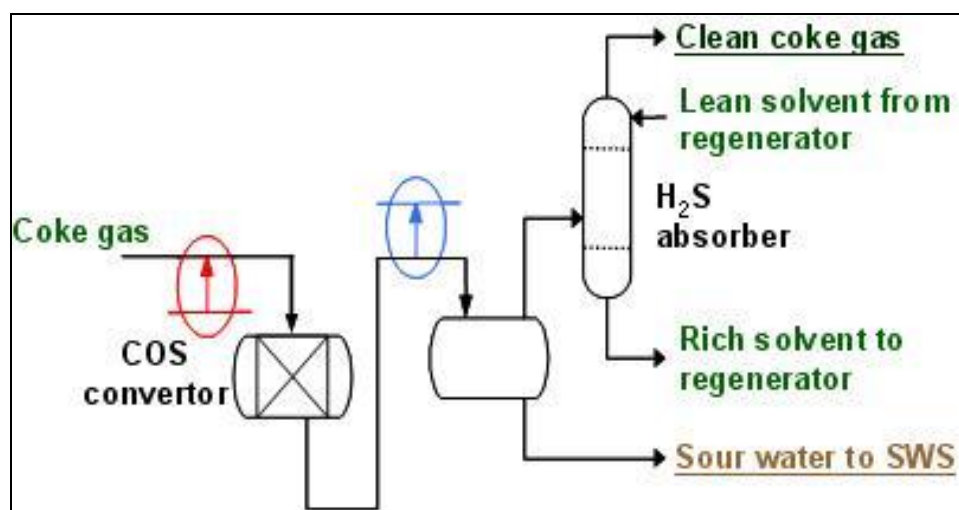 Clean coke gas
Lean solvent from
regenerator
H₂S
absorber
Coke gas
COS
convertor
Rich solvent to
regenerator
Sour water to SWS